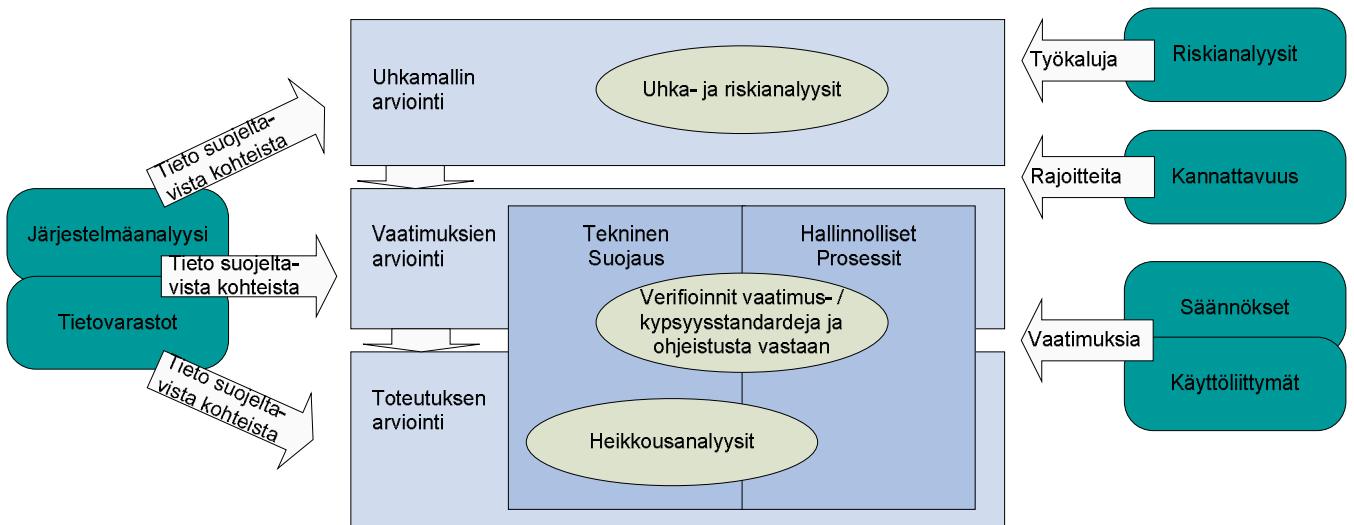 Uhkamallin
arviointi
Uhka- ja riskianalyysit
Työkaluja
Riskianalyysit
Tieto suojelta-
vista kohteista
Rajoitteita
Kannattavuus
Järjestelmäanalyysi
Tietovarastot
Tieto suojelta-
vista kohteista
Vaatimuksien
arviointi
Tekninen
Suojaus
Hallinnolliset
Prosessit
Verifioinnit vaatimus- /
kypsyysstandardeja ja
ohjeistusta vastaan
Vaatimuksia
Säännökset
Käyttöliittymät
Tieto suojelta-
vista kohteista
Toteutuksen
arviointi
Heikkousanalyysit